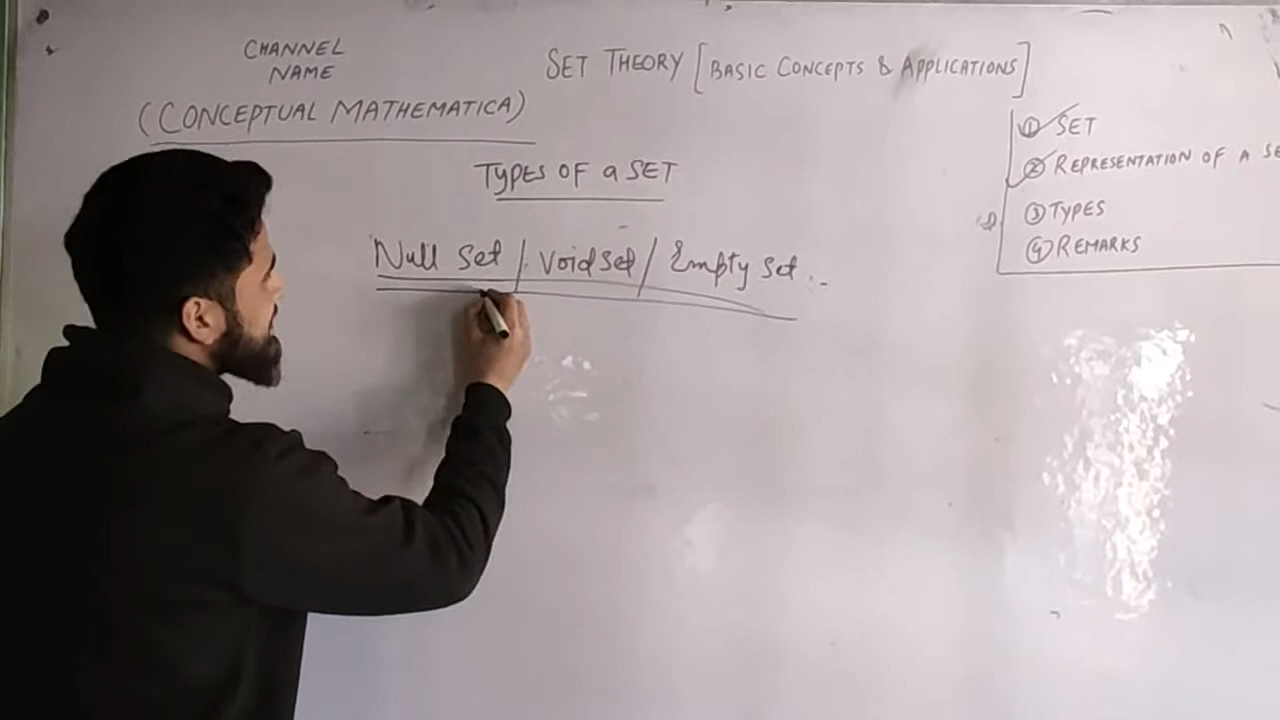 CHANNEL
NAME
(CONCEPTUAL MATHEMATICA)
SET THEORY [BASIC CONCEPTS & APPLICATIONS]
① SET
② REPRESENTATION OF A SE
③ TYPES
④ REMARKS
TYPES OF a SET
Null Set / Void Set / Empty Set..